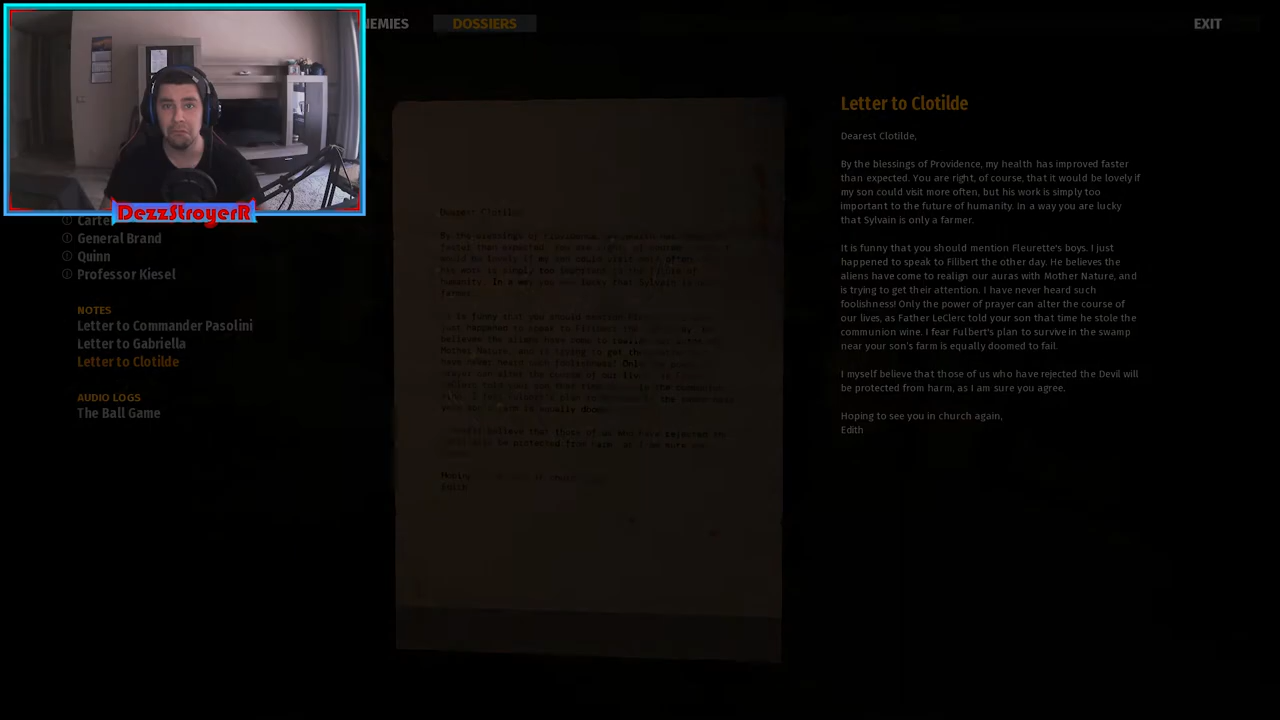 NEMIES
DOSSIERS
EXIT
DezzStroyerR
Carte
General Brand
Quinn
Professor Kiesel
NOTES
Letter to Commander Pasolini
Letter to Gabriella
Letter to Clotilde
AUDIO LOGS
The Ball Game
Letter to Clotilde
Dearest Clotilde,
By the blessings of Providence, my health has improved faster
than expected. You are right, of course, that it would be lovely if
my son could visit more often, but his work is simply too
important to the future of humanity. In a way you are lucky
that Sylvain is only a farmer.
It is funny that you should mention Fleurette's boys. I just
happened to speak to Filibert the other day. He believes the
aliens have come to realign our auras with Mother Nature, and
is trying to get their attention. I have never heard such
foolishness! Only the power of prayer can alter the course of
our lives, as Father LeClerc told your son that time he stole the
communion wine. I fear Fulbert's plan to survive in the swamp
near your son's farm is equally doomed to fail.
I myself believe that those of us who have rejected the Devil will
be protected from harm, as I am sure you agree.
Hoping to see you in church again,
Edith